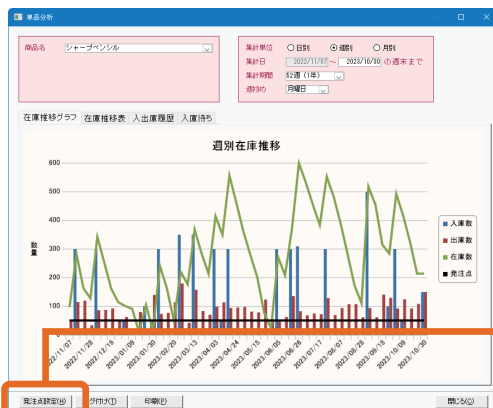 単品分析
商品名 シャープペンシル
集計単位 日別 週別 月別
集計日 2022/11/07 ～ 2023/10/30 の週末まで
集計期間 52週（1年）
週始め 月曜日
在庫推移グラフ 在庫推移表 入出庫履歴 入庫待ち
週別在庫推移
600
500
400
300
200
100
数量
入庫数
出庫数
在庫数
発注点
2022/11/07 2022/11/28 2022/12/19 2023/01/09 2023/01/30 2023/02/20 2023/03/13 2023/04/03 2023/04/24 2023/05/15 2023/06/05 2023/06/26 2023/07/17 2023/08/07 2023/08/28 2023/09/18 2023/10/09 2023/10/30
発注点設定(H) グ付け(T) 印刷(P) 閉じる(C)